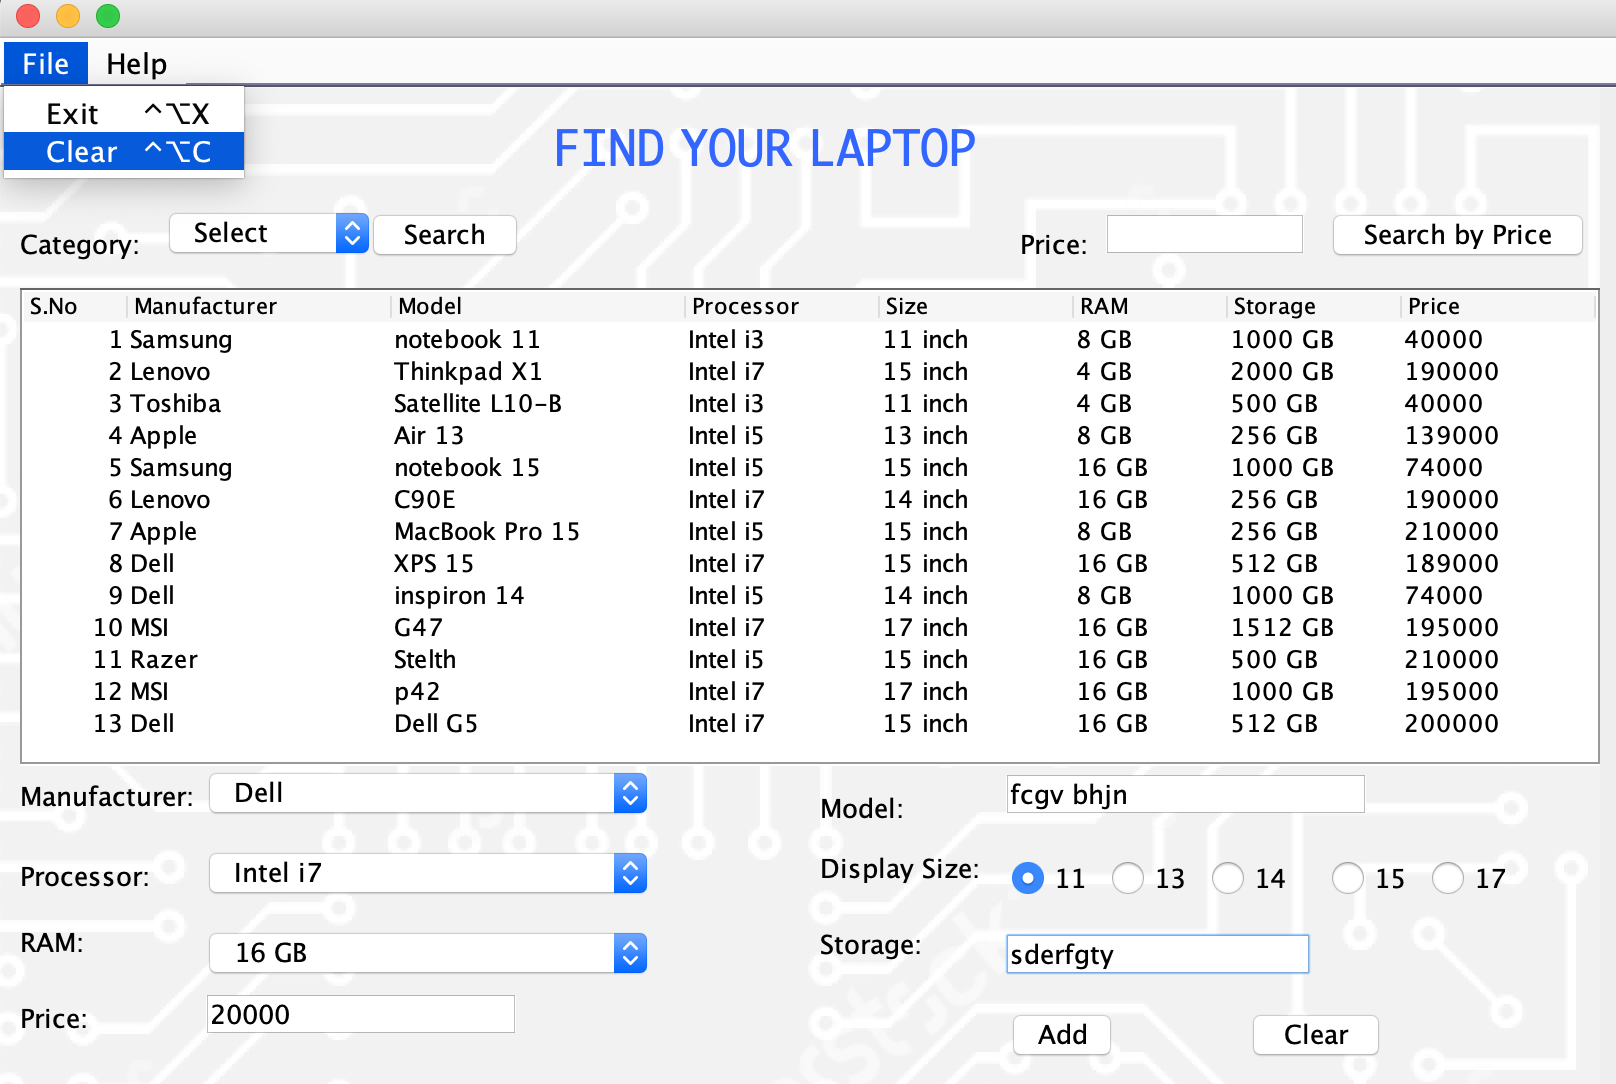 File Help
Exit ^⌥X
Clear ^⌥C
FIND YOUR LAPTOP
Category: Select Search Price: Search by Price
S.No Manufacturer Model Processor Size RAM Storage Price
1 Samsung notebook 11 Intel i3 11 inch 8 GB 1000 GB 40000
2 Lenovo Thinkpad X1 Intel i7 15 inch 4 GB 2000 GB 190000
3 Toshiba Satellite L10-B Intel i3 11 inch 4 GB 500 GB 40000
4 Apple Air 13 Intel i5 13 inch 8 GB 256 GB 139000
5 Samsung notebook 15 Intel i5 15 inch 16 GB 1000 GB 74000
6 Lenovo C90E Intel i7 14 inch 16 GB 256 GB 190000
7 Apple MacBook Pro 15 Intel i5 15 inch 8 GB 256 GB 210000
8 Dell XPS 15 Intel i7 15 inch 16 GB 512 GB 189000
9 Dell inspiron 14 Intel i5 14 inch 8 GB 1000 GB 74000
10 MSI G47 Intel i7 17 inch 16 GB 1512 GB 195000
11 Razer Stelth Intel i5 15 inch 16 GB 500 GB 210000
12 MSI p42 Intel i7 17 inch 16 GB 1000 GB 195000
13 Dell Dell G5 Intel i7 15 inch 16 GB 512 GB 200000
Manufacturer: Dell Model: fcgv bhjn
Processor: Intel i7 Display Size: 11 13 14 15 17
RAM: 16 GB Storage: sderfgty
Price: 20000 Add Clear